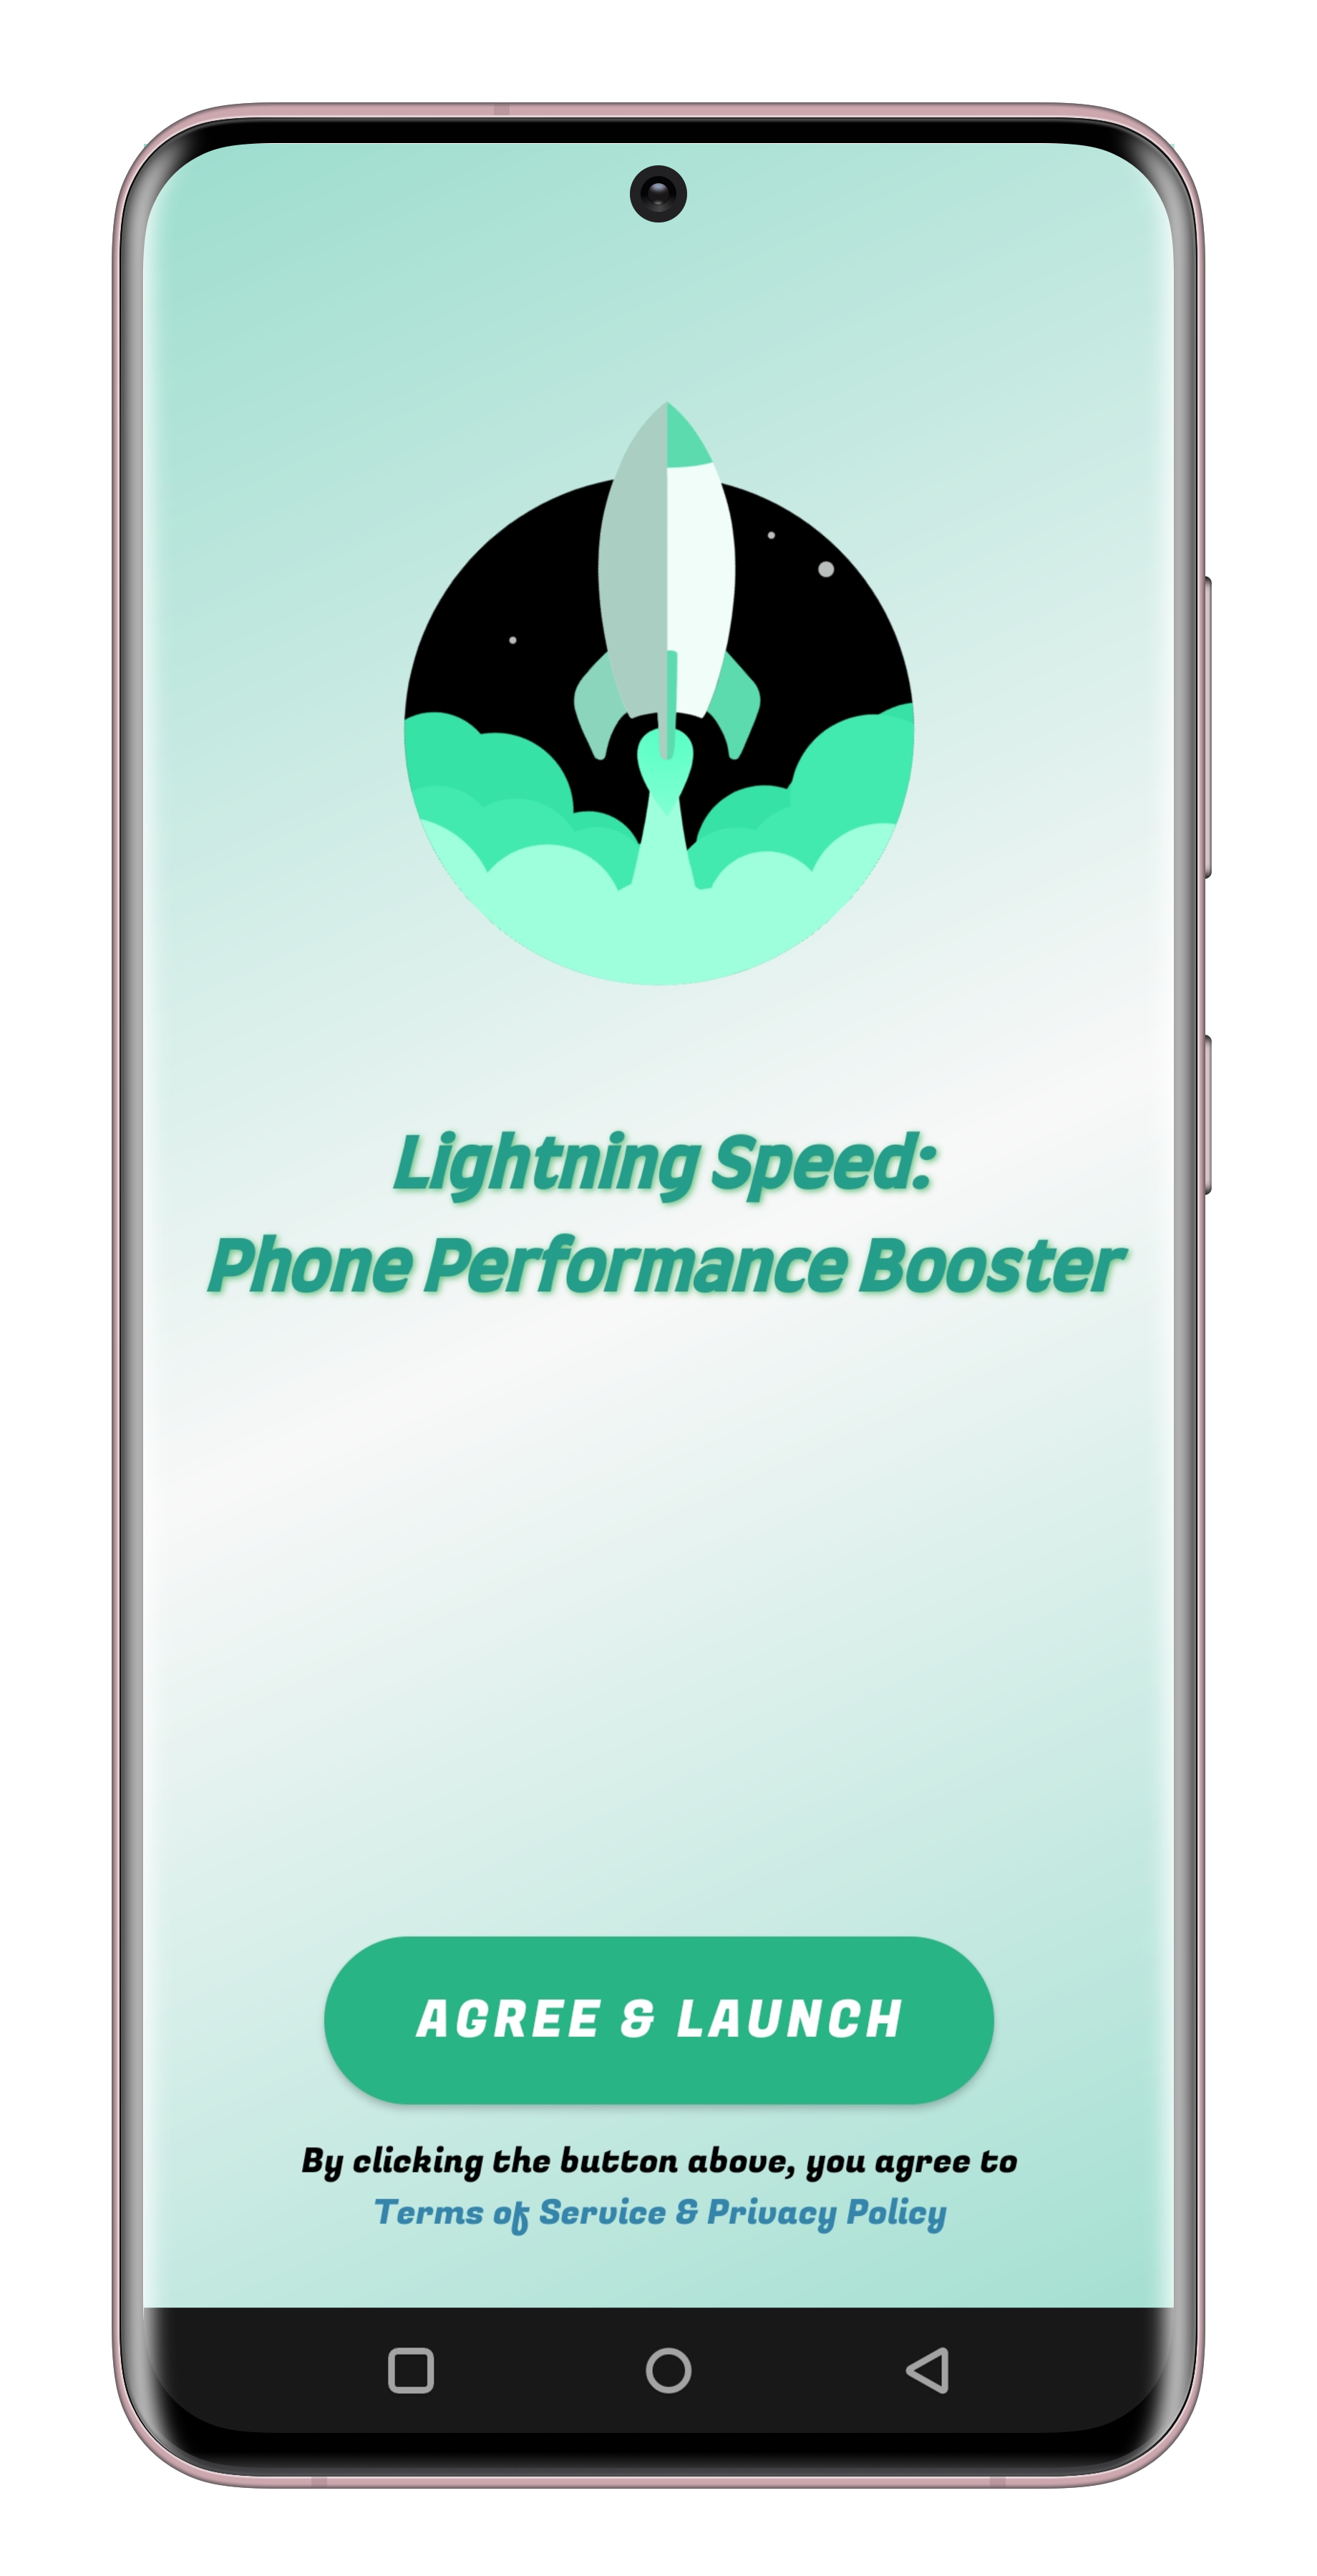 Lightning Speed:
Phone Performance Booster
AGREE & LAUNCH
By clicking the button above, you agree to
Terms of Service & Privacy Policy